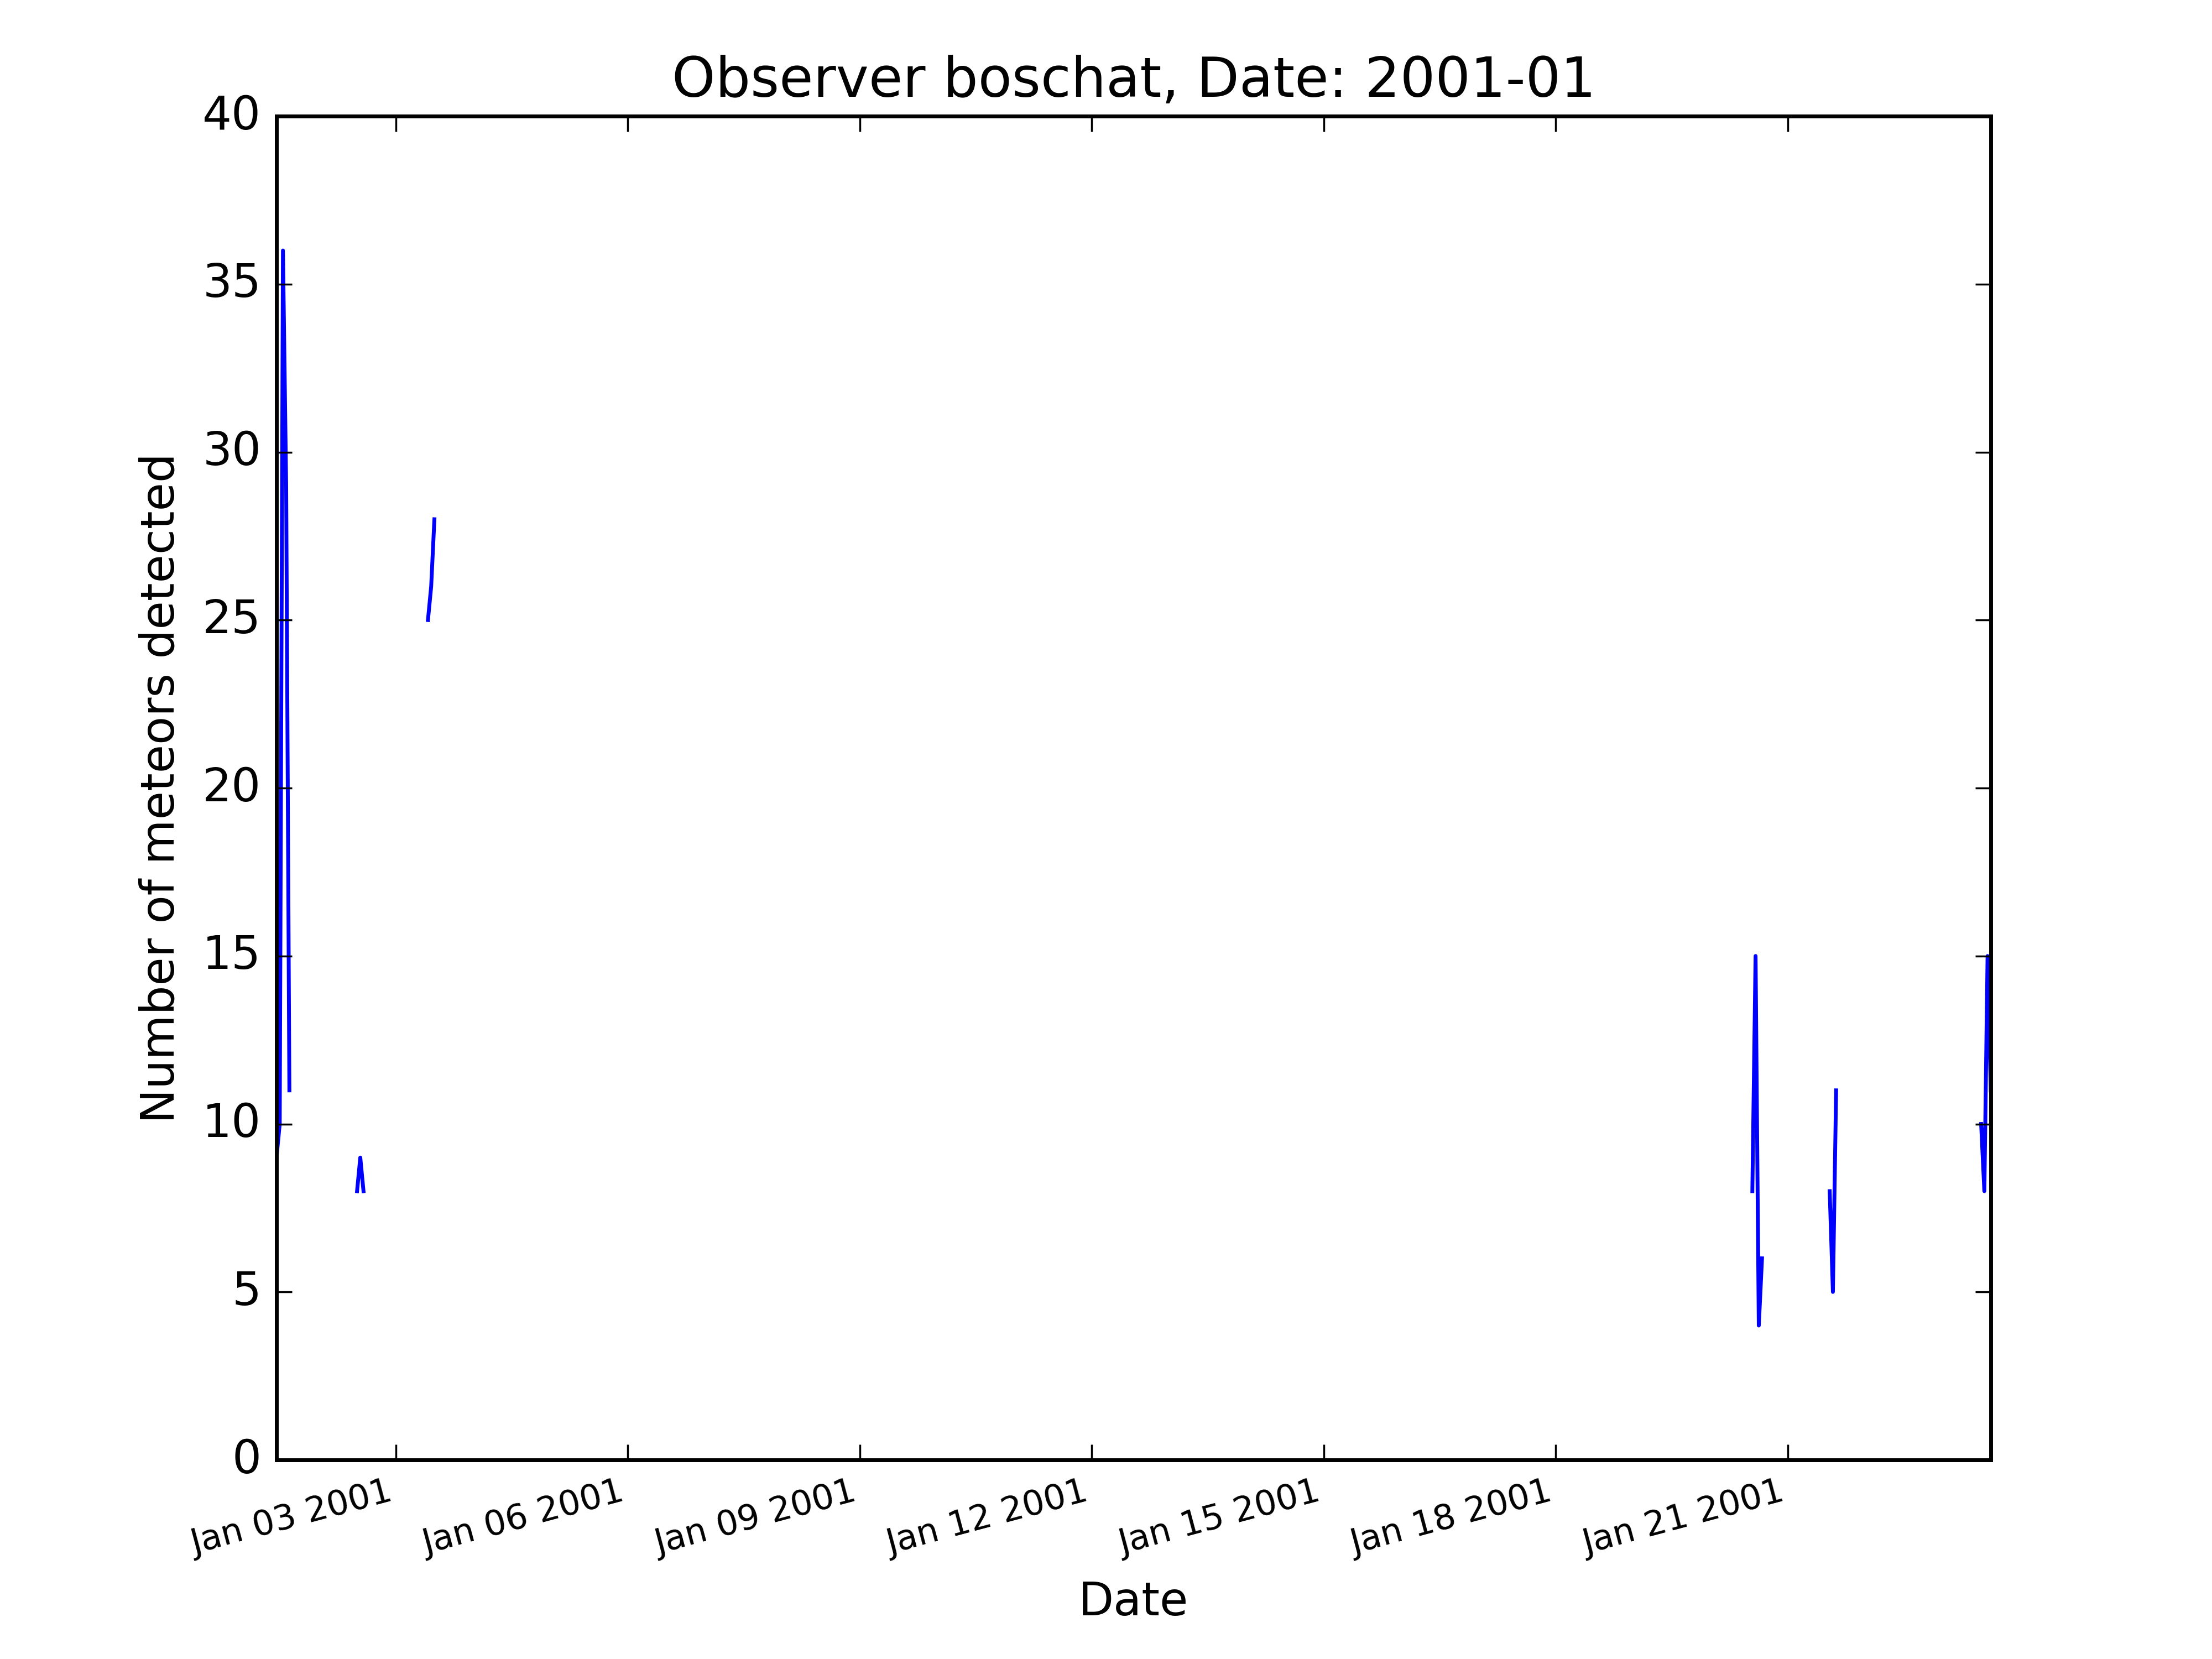 Observer boschat, Date: 2001-01
40
35
30
25
20
15
10
5
0
Number of meteors detected
Jan 03 2001
Jan 06 2001
Jan 09 2001
Jan 12 2001
Jan 15 2001
Jan 18 2001
Jan 21 2001
Date